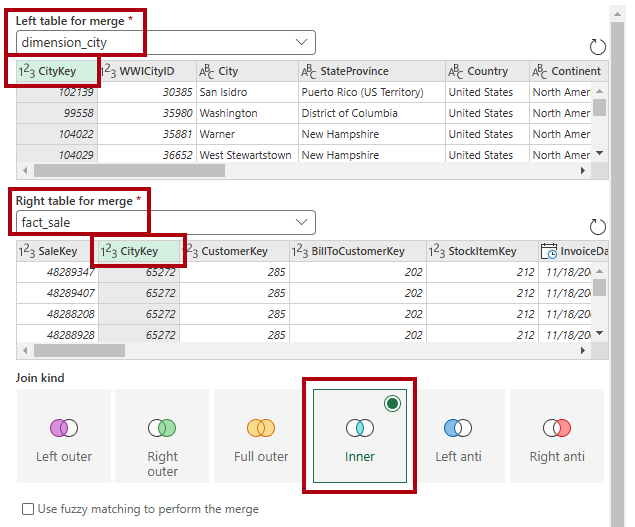 Left table for merge *
dimension_city
1²3 CityKey 1²3 WWICityID ABC City ABC StateProvince ABC Country ABC Continent
102139 30385 San Isidro Puerto Rico (US Territory) United States North Amer
99558 35980 Washington District of Columbia United States North Amer
104022 35881 Warner New Hampshire United States North Amer
104029 36652 West Stewartstown New Hampshire United States North Amer
Right table for merge *
fact_sale
1²3 SaleKey 1²3 CityKey 1²3 CustomerKey 1²3 BillToCustomerKey 1²3 StockItemKey InvoiceDa
48289347 65272 285 202 212 11/18/20
48289407 65272 285 202 212 11/18/20
48288208 65272 285 202 212 11/18/20
48288928 65272 285 202 212 11/18/20
Join kind
Left outer
Right outer
Full outer
Inner
Left anti
Right anti
Use fuzzy matching to perform the merge